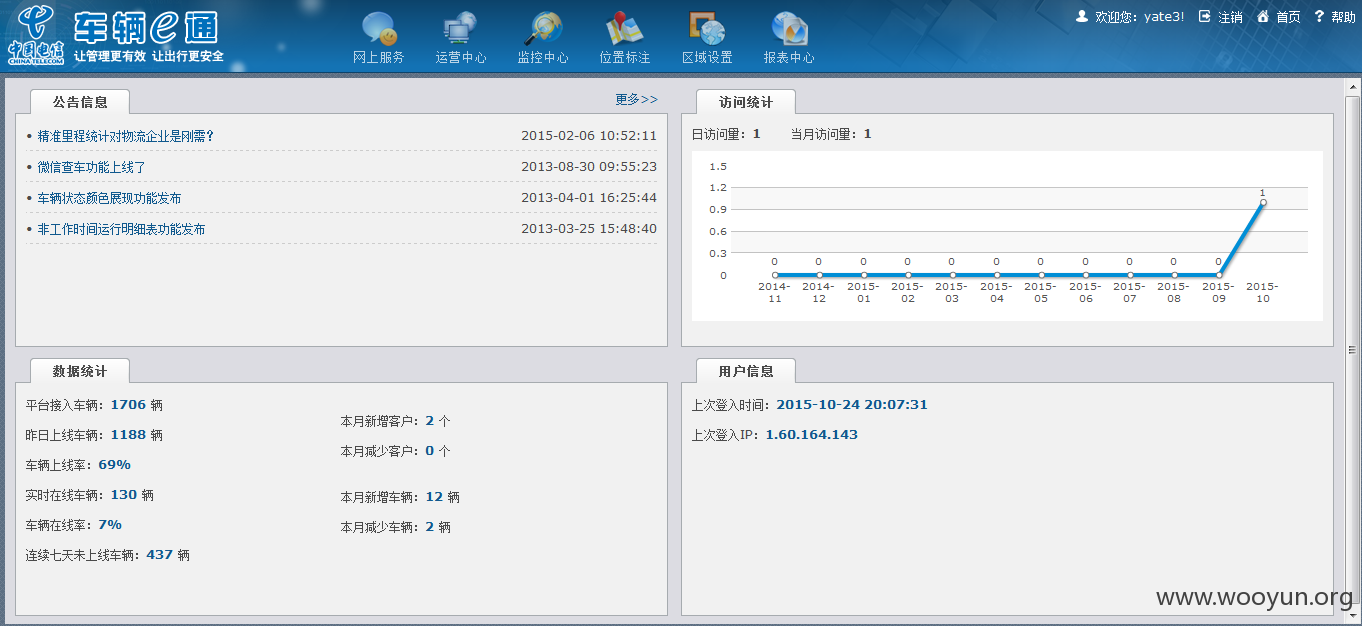 中国电信
CHINA TELECOM
车辆e通
让管理更有效 让出行更安全
网上服务 运营中心 监控中心 位置标注 区域设置 报表中心
欢迎您：yate3! 注销 首页 ? 帮助
公告信息 更多>>
• 精准里程统计对物流企业是刚需? 2015-02-06 10:52:11
• 微信查车功能上线了 2013-08-30 09:55:23
• 车辆状态颜色展现功能发布 2013-04-01 16:25:44
• 非工作时间运行明细表功能发布 2013-03-25 15:48:40
访问统计
日访问量：1 当月访问量：1
1.5
1.2
0.9
0.6
0.3
0
0 0 0 0 0 0 0 0 0 0 0 1
2014-11 2014-12 2015-01 2015-02 2015-03 2015-04 2015-05 2015-06 2015-07 2015-08 2015-09 2015-10
数据统计
平台接入车辆：1706 辆
昨日上线车辆：1188 辆
车辆上线率：69%
实时在线车辆：130 辆
车辆在线率：7%
连续七天未上线车辆：437 辆
本月新增客户：2 个
本月减少客户：0 个
本月新增车辆：12 辆
本月减少车辆：2 辆
用户信息
上次登入时间：2015-10-24 20:07:31
上次登入IP：1.60.164.143
www.wooyun.org